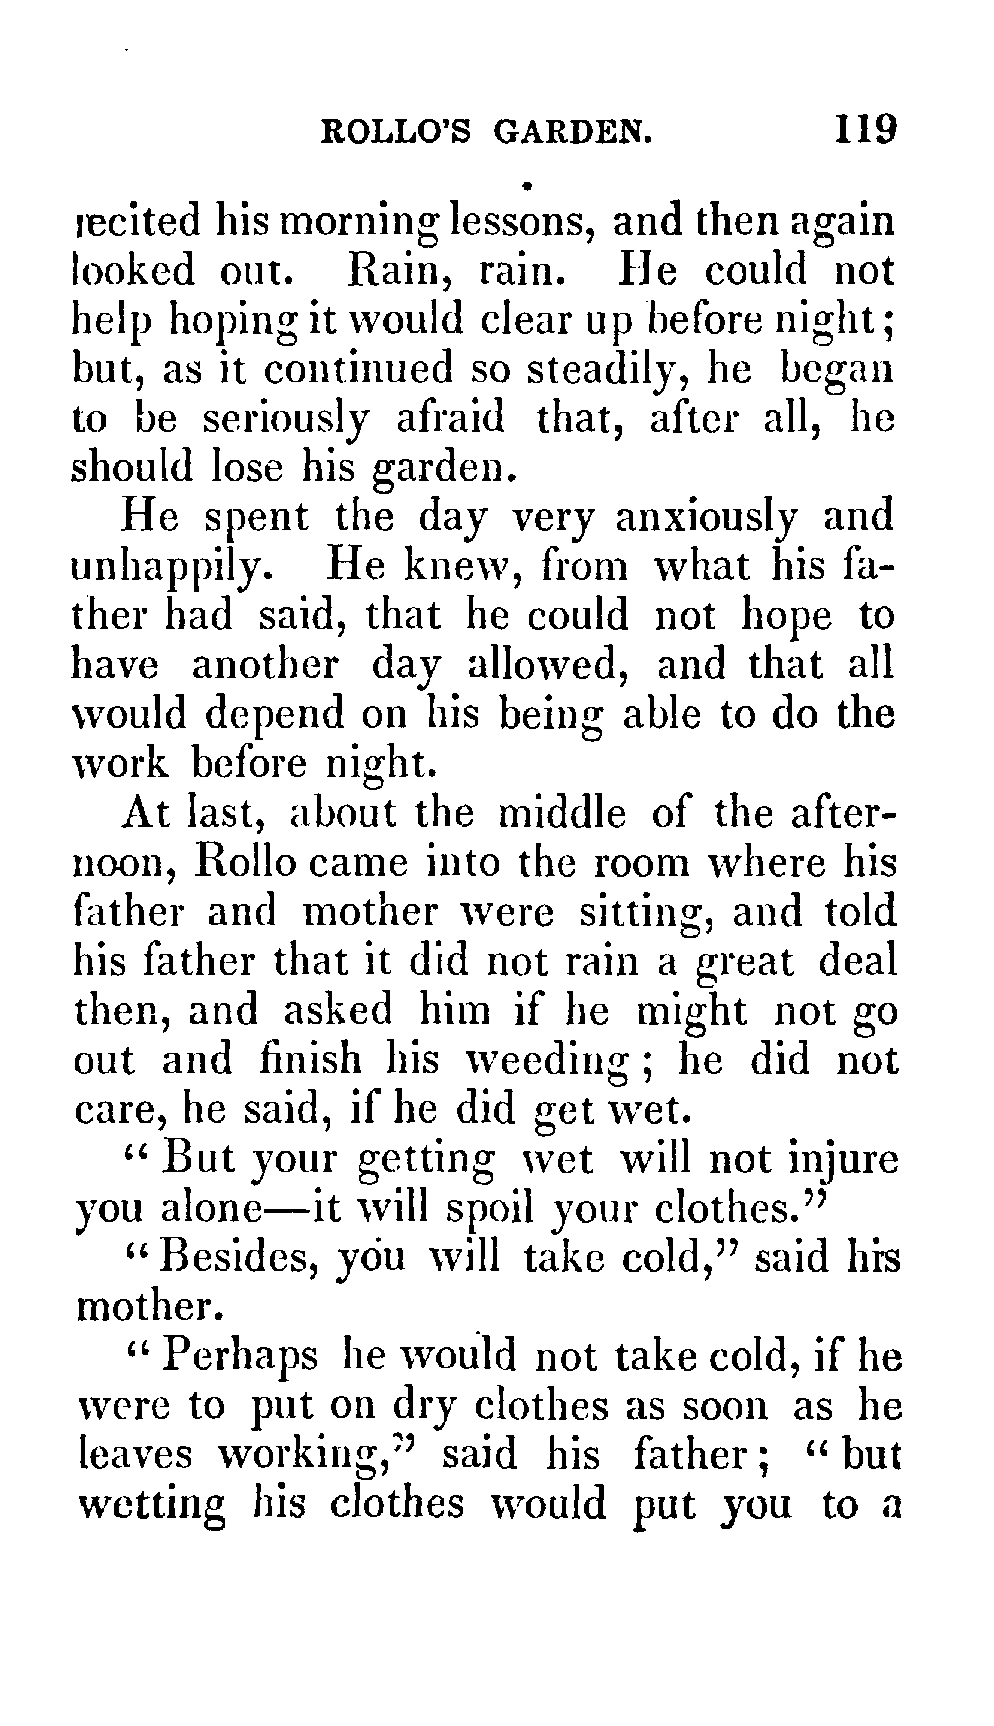 ROLLO'S GARDEN. 119
recited his morning lessons, and then again
looked out. Rain, rain. He could not
help hoping it would clear up before night;
but, as it continued so steadily, he began
to be seriously afraid that, after all, he
should lose his garden.
He spent the day very anxiously and
unhappily. He knew, from what his fa-
ther had said, that he could not hope to
have another day allowed, and that all
would depend on his being able to do the
work before night.
At last, about the middle of the after-
noon, Rollo came into the room where his
father and mother were sitting, and told
his father that it did not rain a great deal
then, and asked him if he might not go
out and finish his weeding; he did not
care, he said, if he did get wet.
"But your getting wet will not injure
you alone—it will spoil your clothes."
"Besides, you will take cold," said his
mother.
"Perhaps he would not take cold, if he
were to put on dry clothes as soon as he
leaves working," said his father; "but
wetting his clothes would put you to a